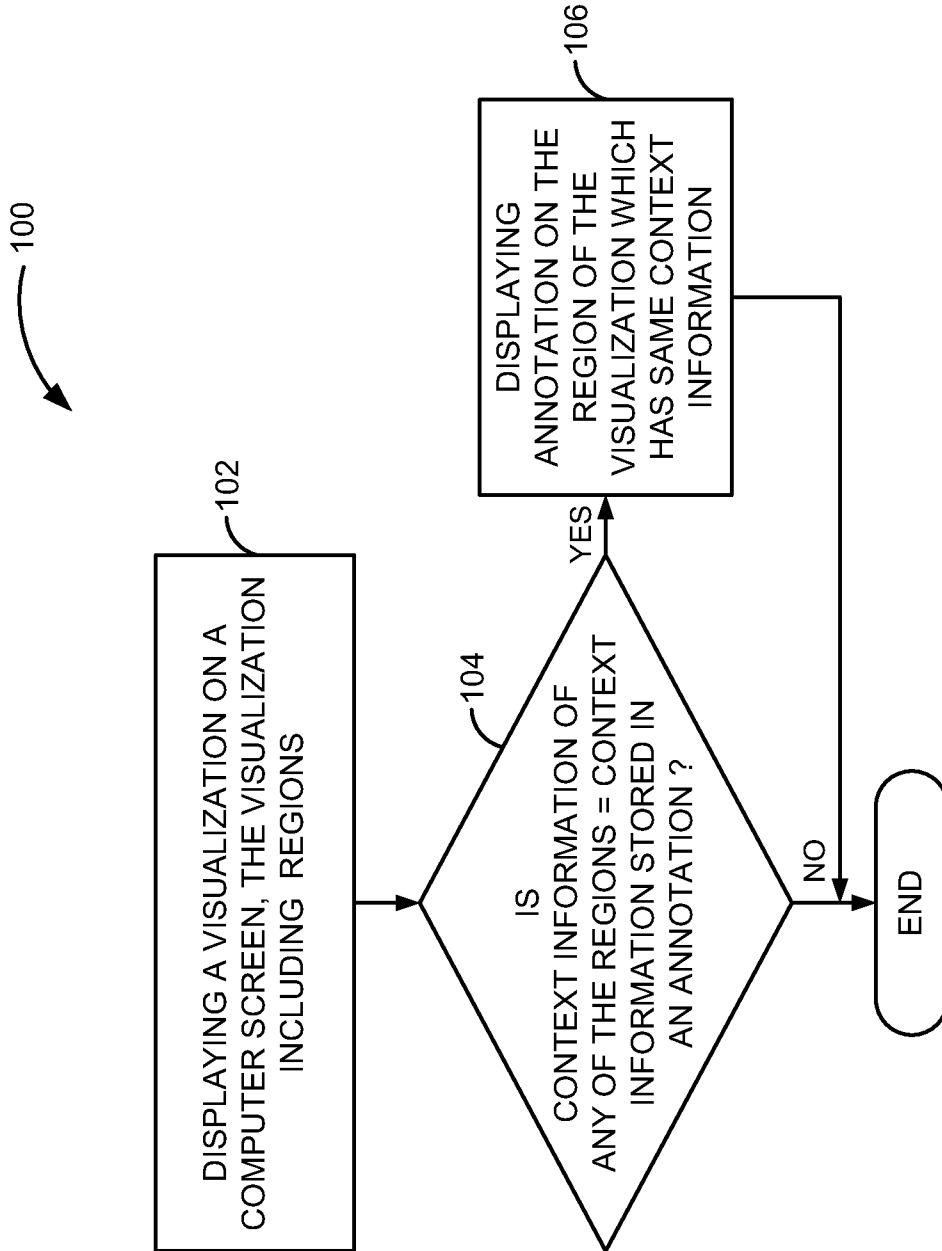 100
102
DISPLAYING A VISUALIZATION ON A
COMPUTER SCREEN, THE VISUALIZATION
INCLUDING REGIONS
104
IS
CONTEXT INFORMATION OF
ANY OF THE REGIONS = CONTEXT
INFORMATION STORED IN
AN ANNOTATION ?
YES
106
DISPLAYING
ANNOTATION ON THE
REGION OF THE
VISUALIZATION WHICH
HAS SAME CONTEXT
INFORMATION
NO
END